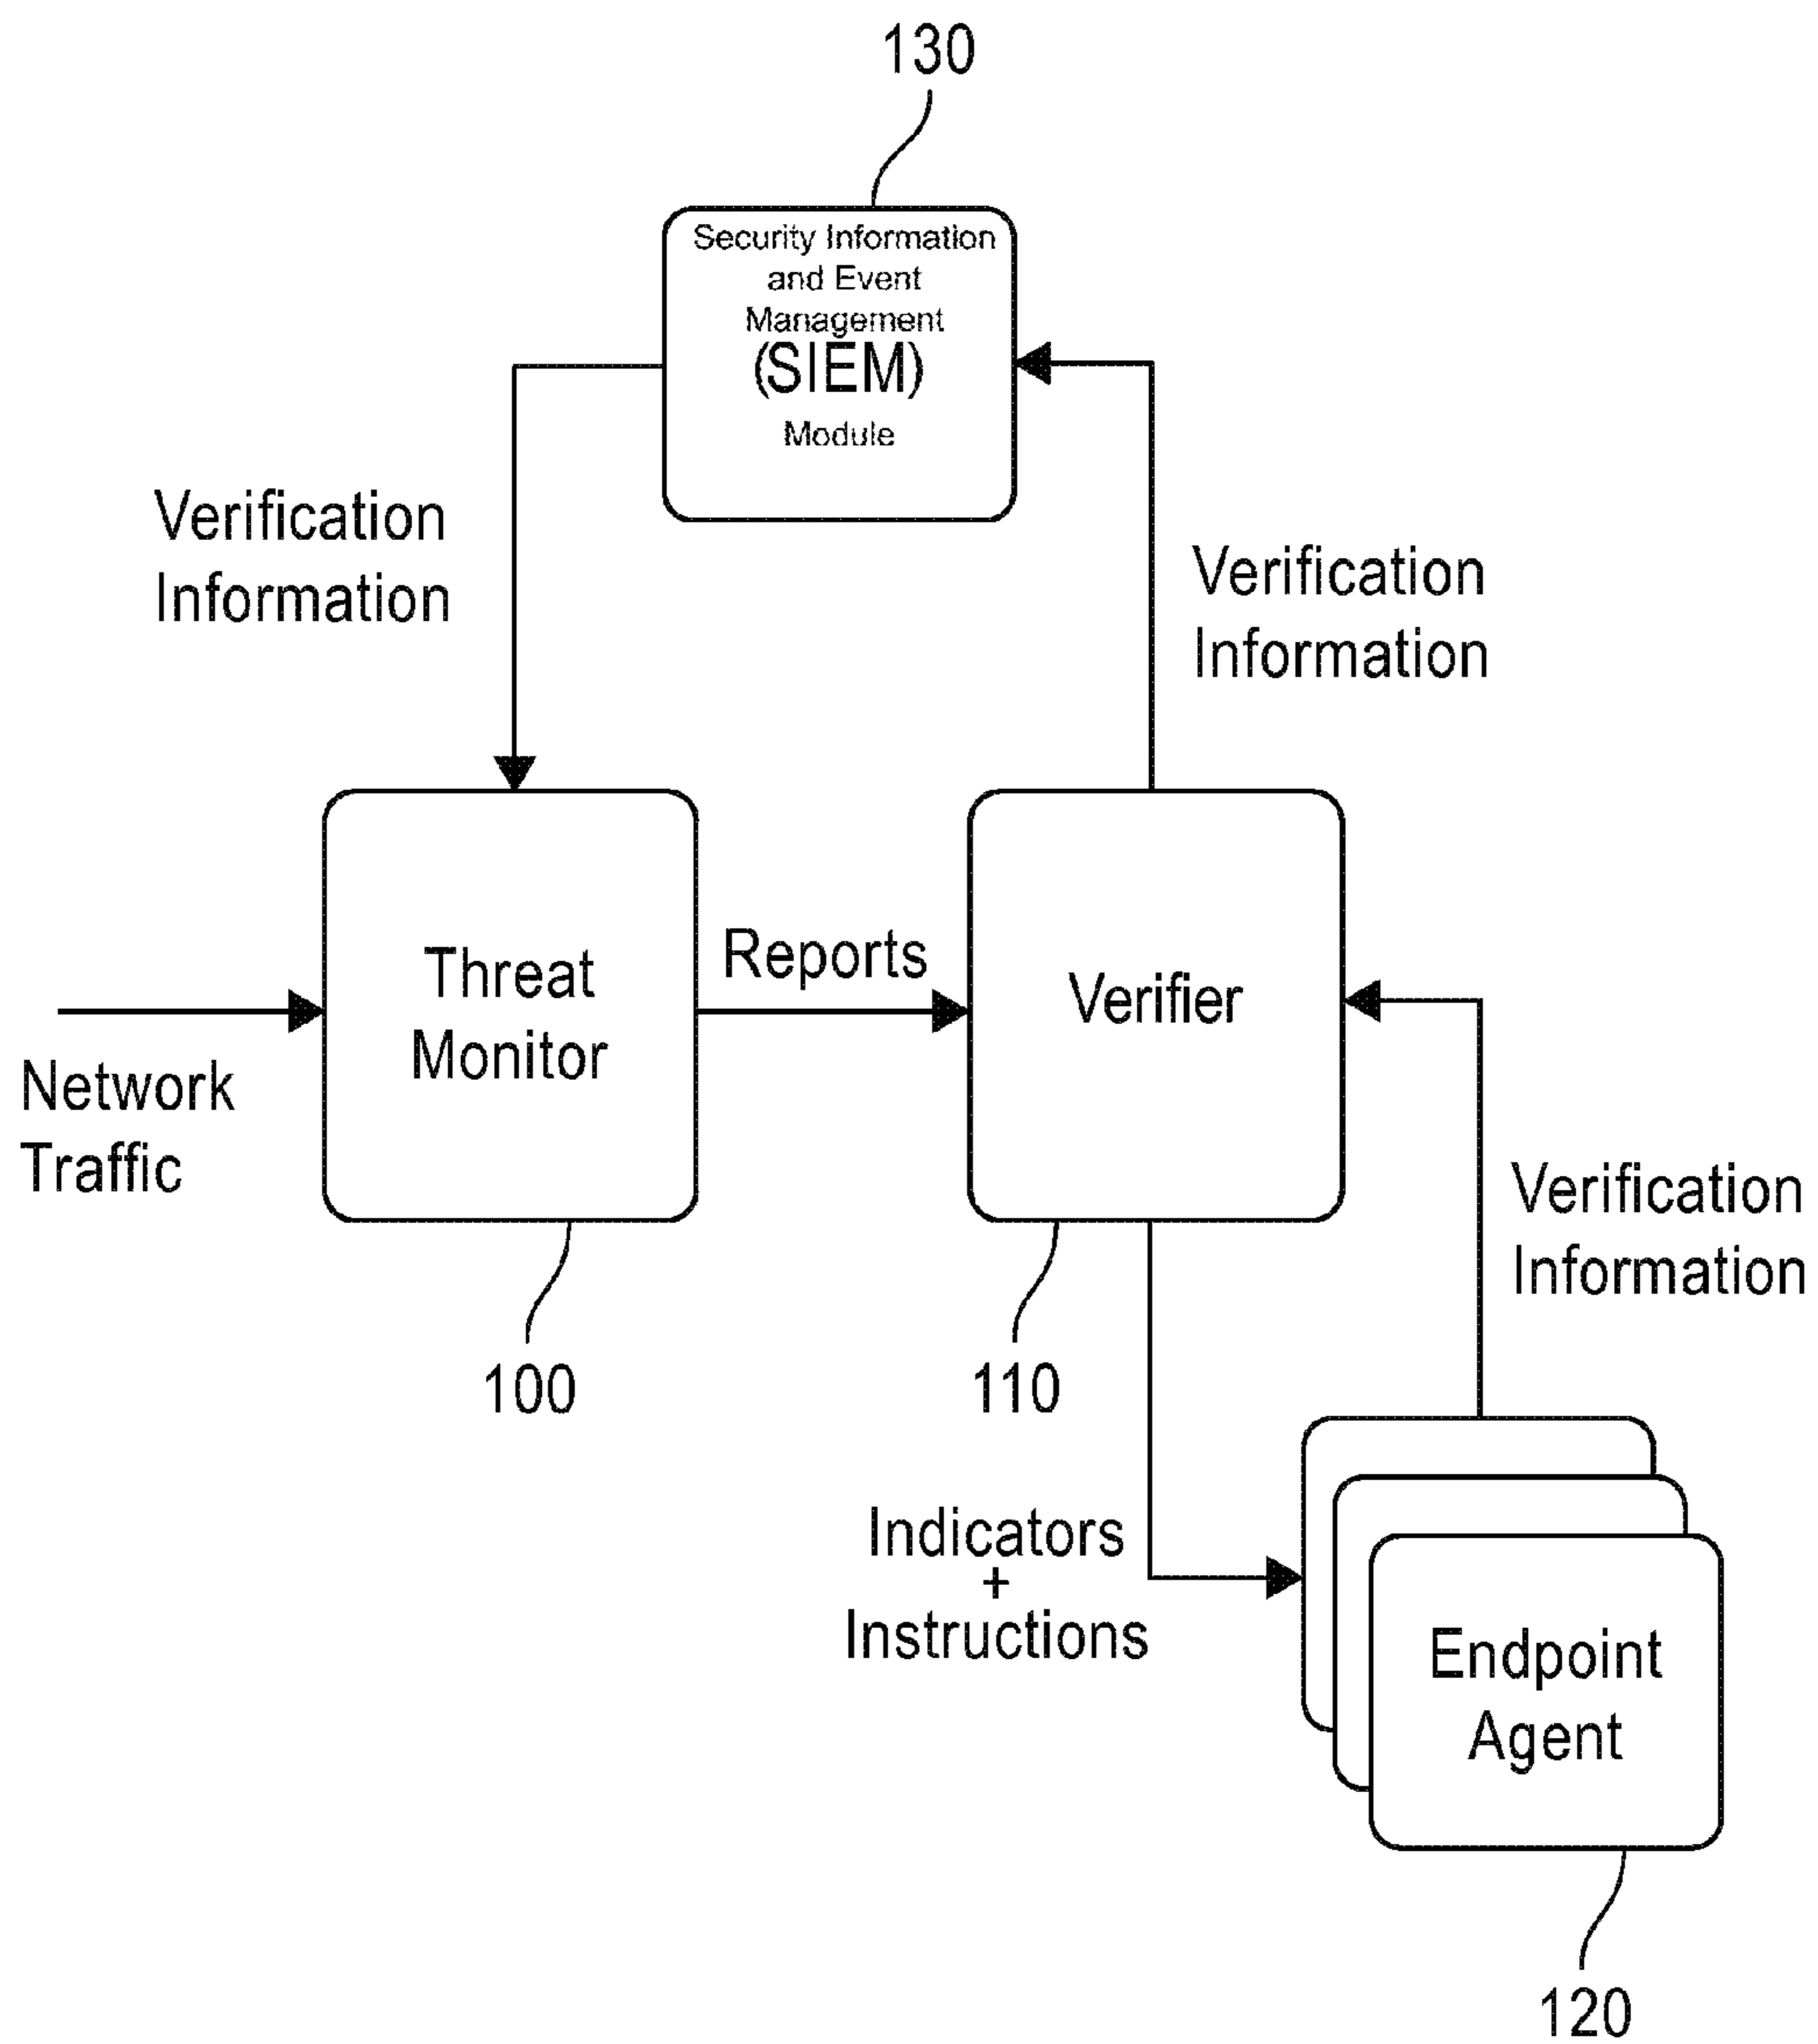 130
Security Information
and Event
Management
(SIEM)
Module
Verification
Information
Verification
Information
Threat
Monitor
Reports
Verifier
Network
Traffic
Verification
Information
100
110
Indicators
+
Instructions
Endpoint
Agent
120